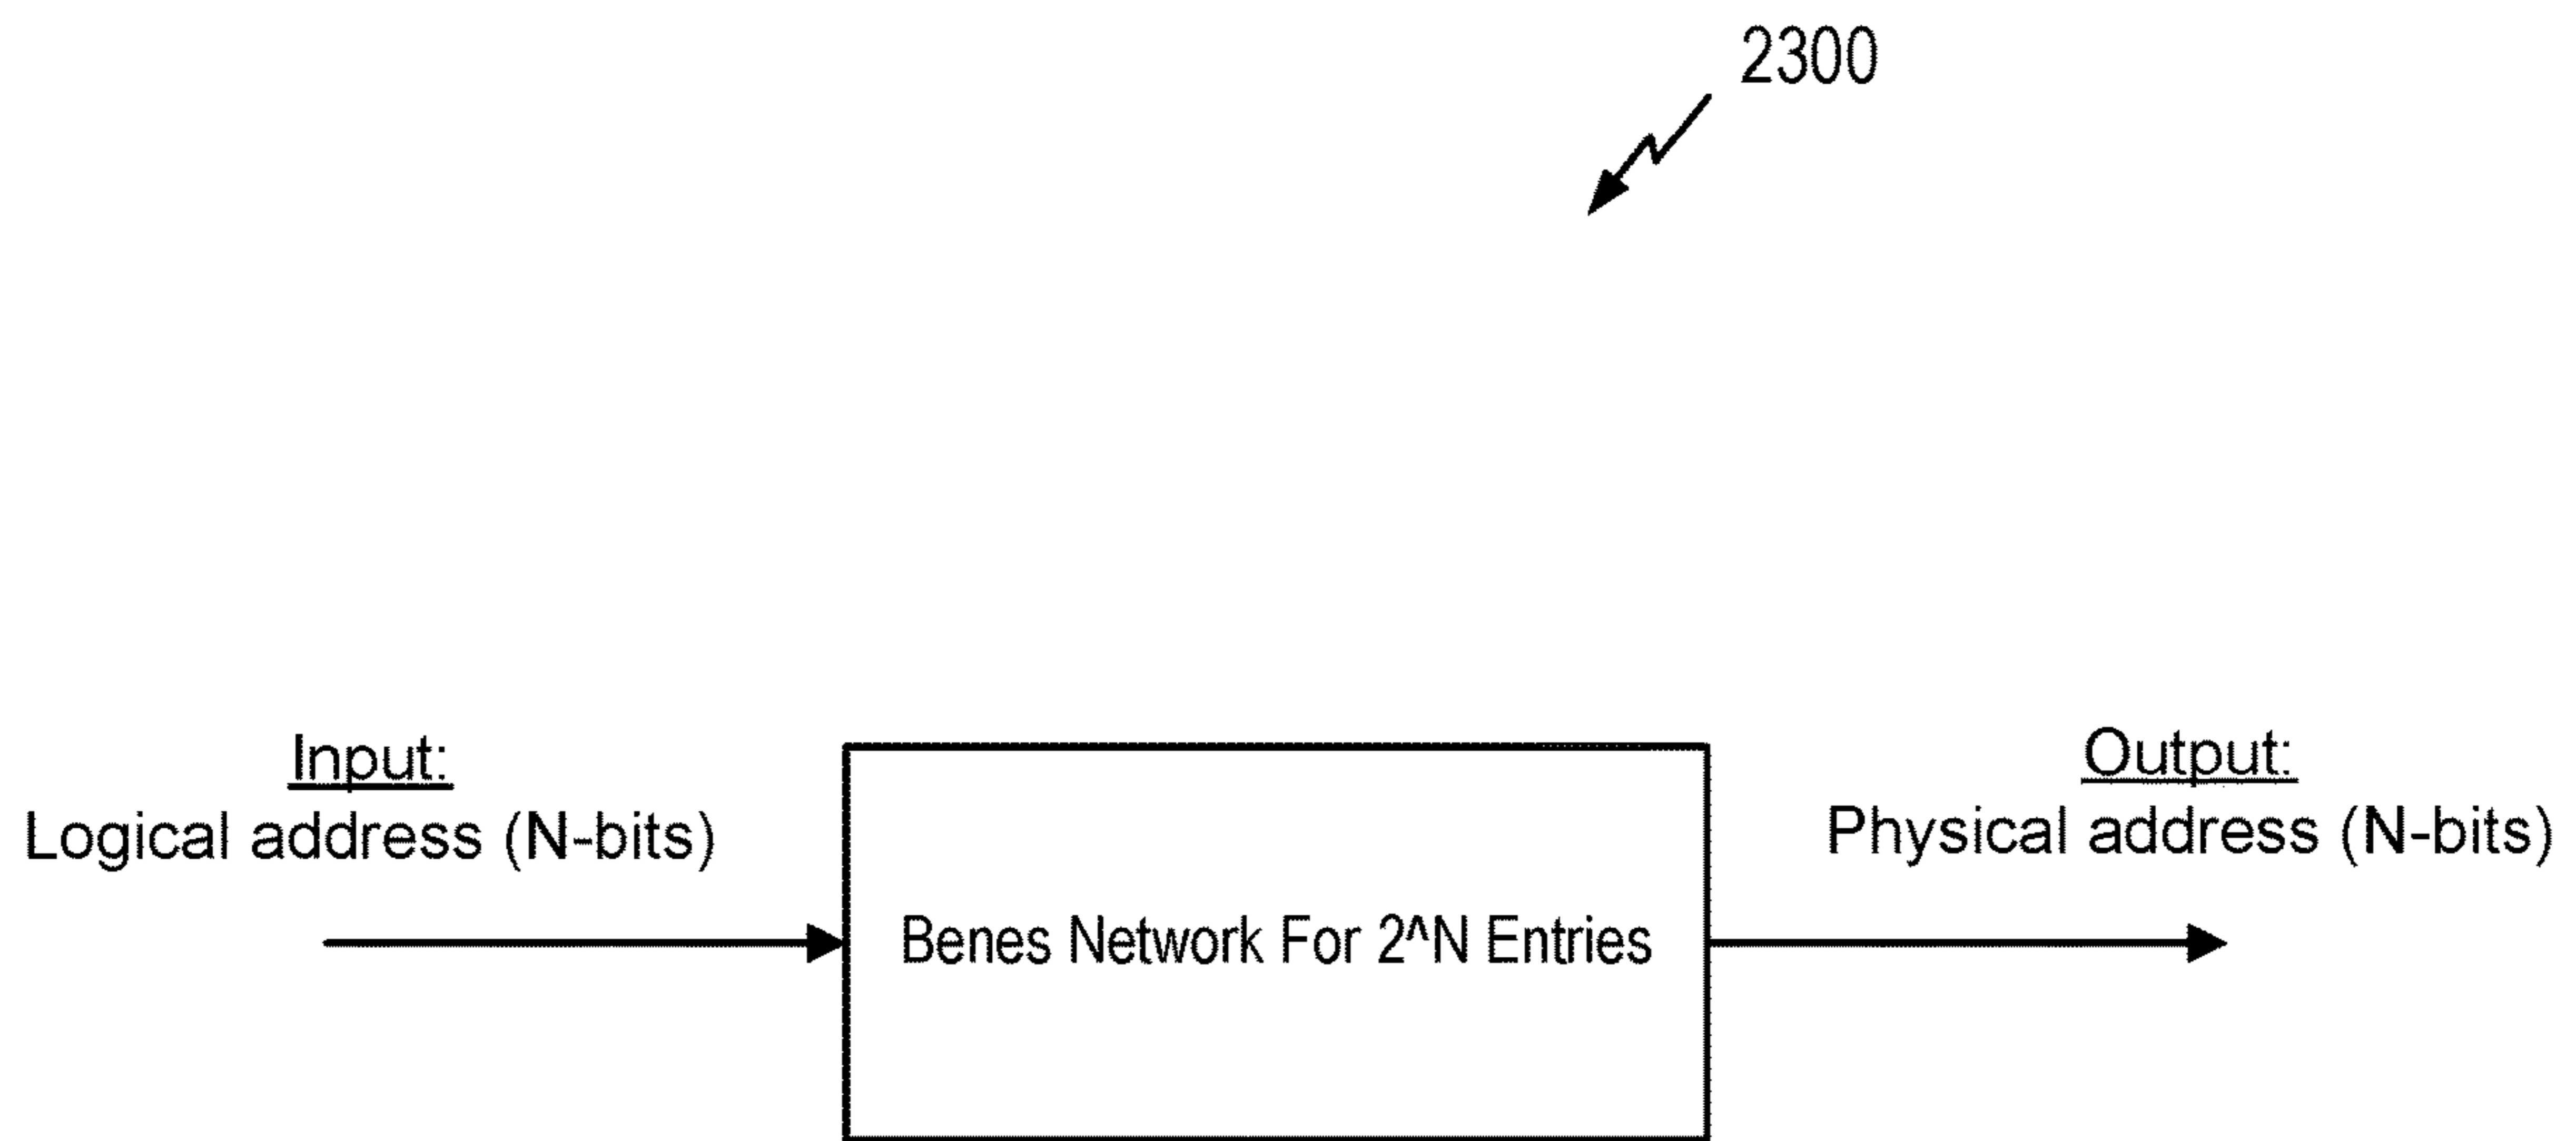 2300
Input:
Logical address (N-bits)
Benes Network For 2^N Entries
Output:
Physical address (N-bits)